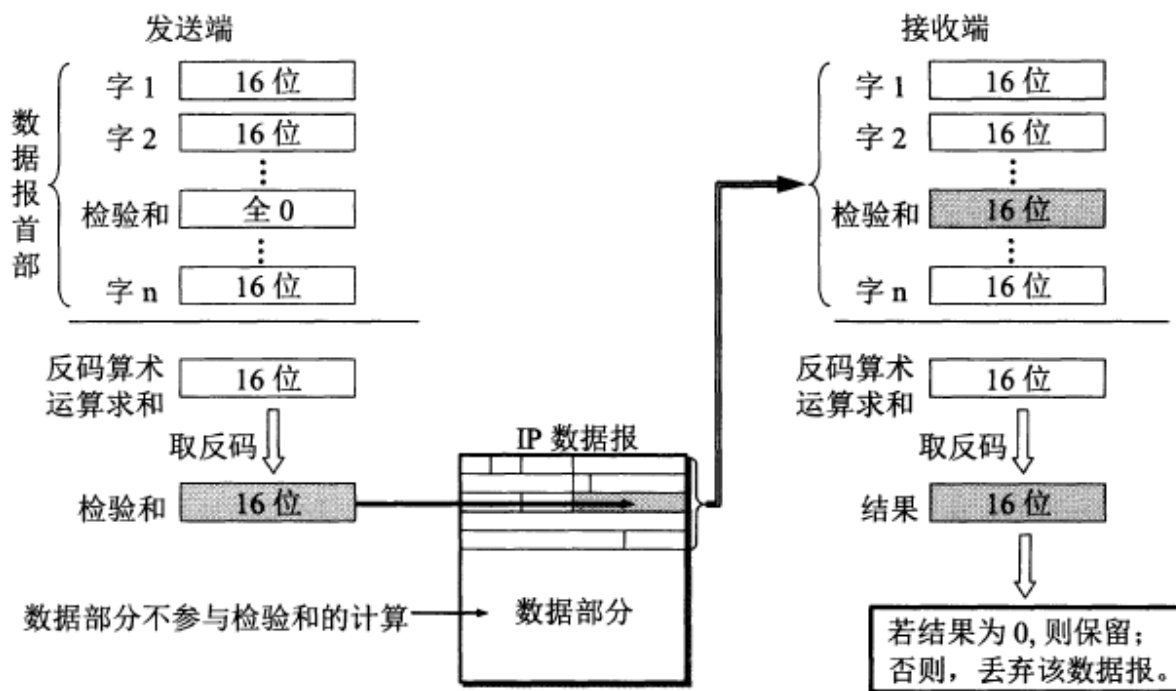 发送端
数据报首部
字 1 16 位
字 2 16 位
⋮
检验和 全 0
⋮
字 n 16 位
反码算术
运算求和 16 位
取反码
检验和 16 位
数据部分不参与检验和的计算
IP 数据报
数据部分
接收端
字 1 16 位
字 2 16 位
⋮
检验和 16 位
⋮
字 n 16 位
反码算术
运算求和 16 位
取反码
结果 16 位
若结果为 0, 则保留；
否则，丢弃该数据报。